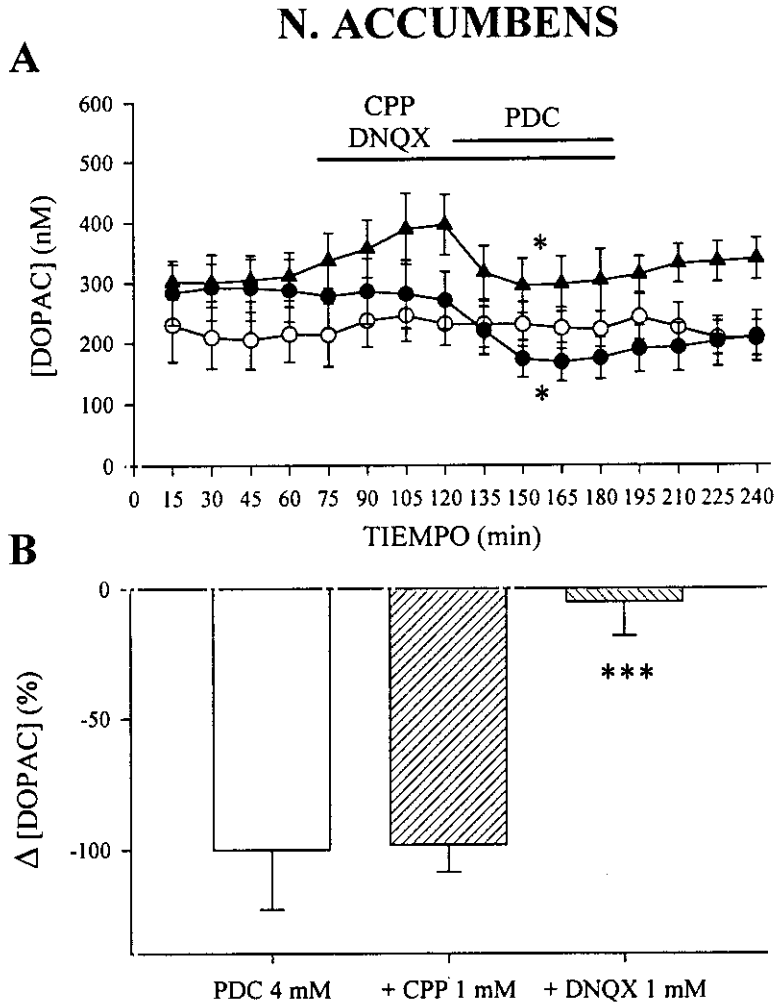 N. ACCUMBENS
A
CPP
DNQX
PDC
[DOPAC] (nM)
600
500
400
300
200
100
0
*
*
0 15 30 45 60 75 90 105 120 135 150 165 180 195 210 225 240
TIEMPO (min)
B
Δ [DOPAC] (%)
0
-50
-100
***
PDC 4 mM + CPP 1 mM + DNQX 1 mM